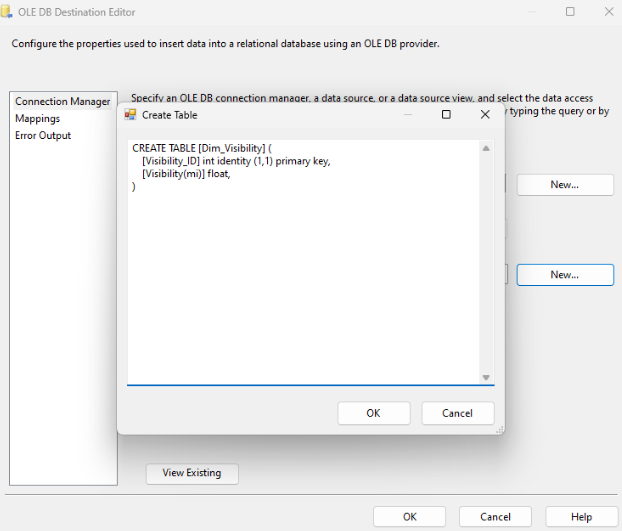 OLE DB Destination Editor
Configure the properties used to insert data into a relational database using an OLE DB provider.
Connection Manager
Mappings
Error Output
Specify an OLE DB connection manager, a data source, or a data source view, and select the data access
typing the query or by
Create Table
CREATE TABLE [Dim_Visibility] (
[Visibility_ID] int identity (1,1) primary key,
[Visibility(mi)] float,
)
New...
New...
OK
Cancel
View Existing
OK
Cancel
Help